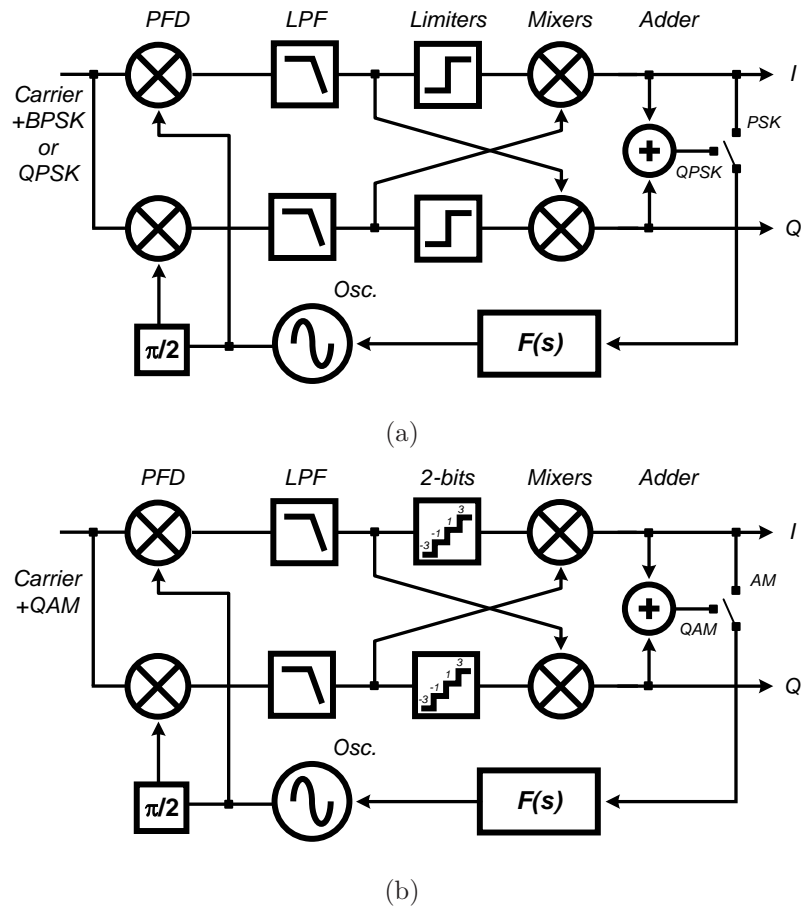 PFD LPF Limiters Mixers Adder
Carrier
+BPSK
or
QPSK
I
PSK
+
QPSK
Q
Osc.
π/2
F(s)
(a)
PFD LPF 2-bits Mixers Adder
-3 -1 1 3
I
Carrier
+QAM
AM
+
QAM
-3 -1 1 3
Q
Osc.
π/2
F(s)
(b)